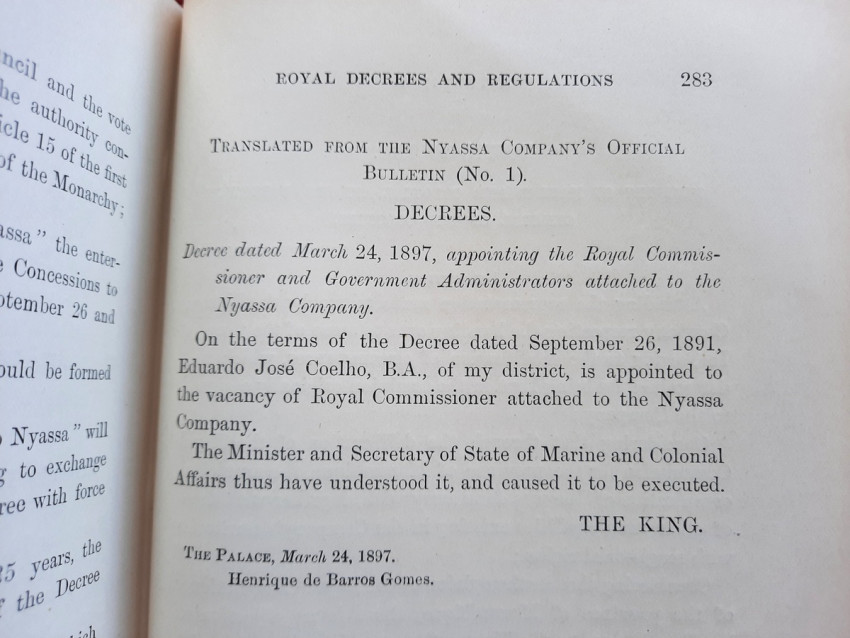 ncil and the vote
he authority con-
icle 15 of the first
of the Monarchy;
assa" the enter-
e Concessions to
ptember 26 and
ould be formed
o Nyassa" will
g to exchange
ree with force
25 years, the
f the Decree
which
ROYAL DECREES AND REGULATIONS 283
TRANSLATED FROM THE NYASSA COMPANY'S OFFICIAL
BULLETIN (NO. 1).
DECREES.
Decree dated March 24, 1897, appointing the Royal Commis-
sioner and Government Administrators attached to the
Nyassa Company.
On the terms of the Decree dated September 26, 1891,
Eduardo José Coelho, B.A., of my district, is appointed to
the vacancy of Royal Commissioner attached to the Nyassa
Company.
The Minister and Secretary of State of Marine and Colonial
Affairs thus have understood it, and caused it to be executed.
THE KING.
THE PALACE, March 24, 1897.
Henrique de Barros Gomes.